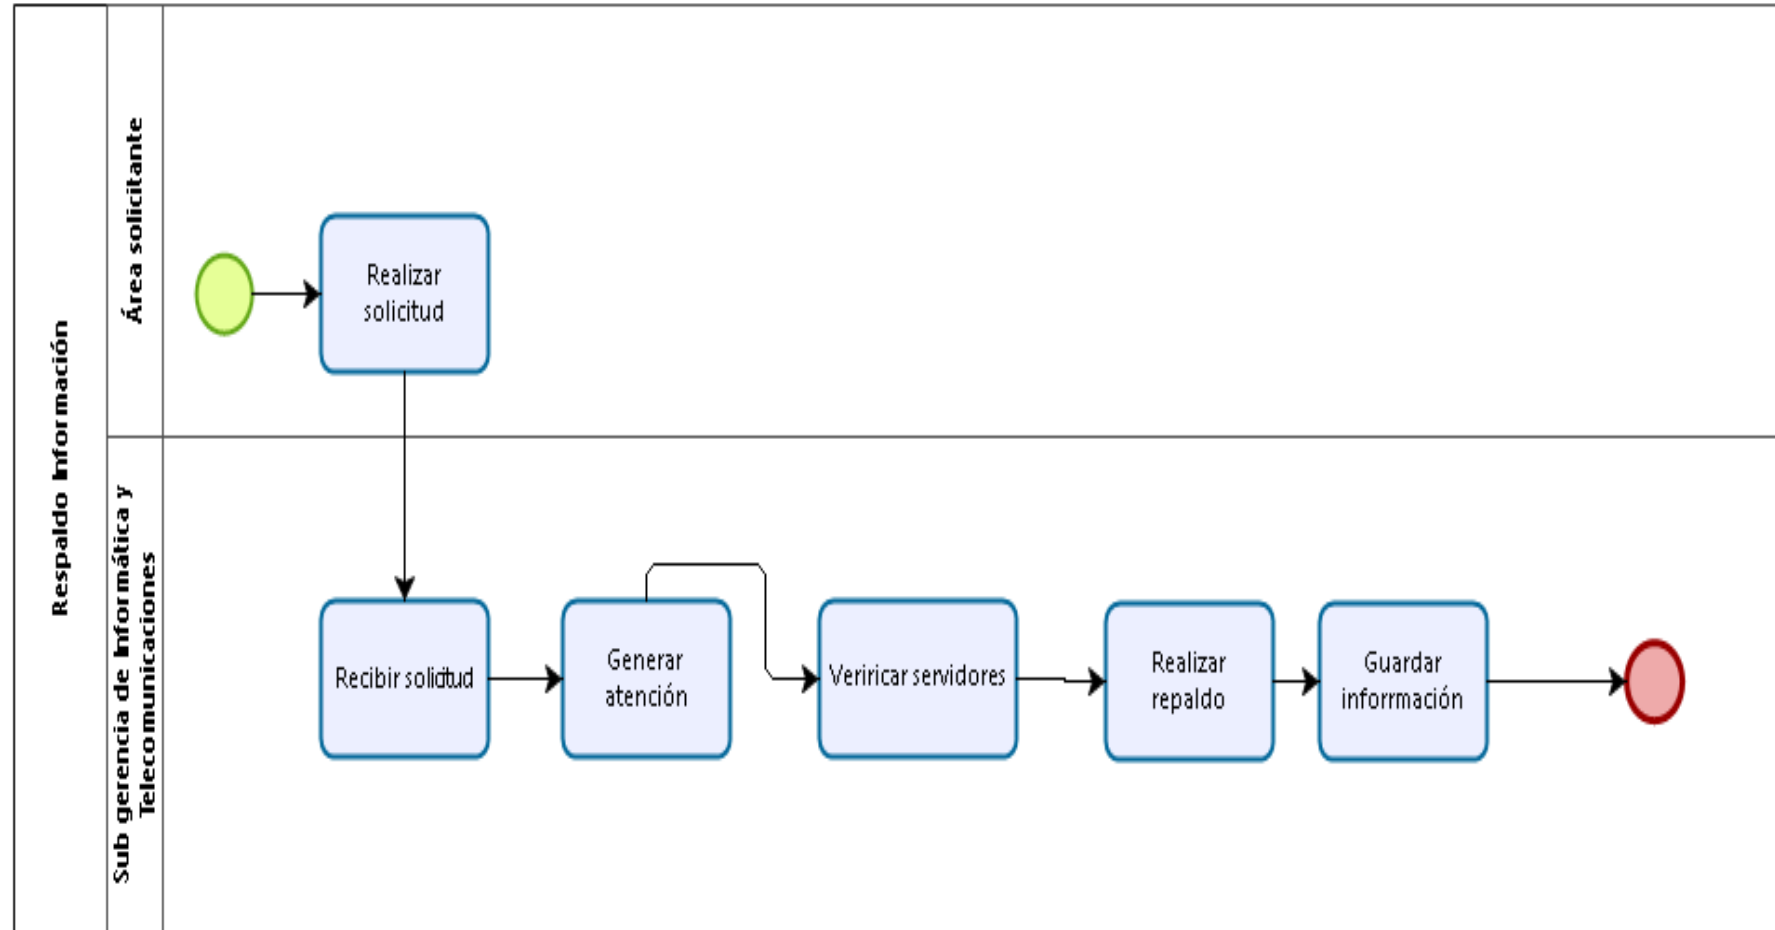 Respaldo Información
Área solicitante
Realizar
solicitud
Sub gerencia de Informática y
Telecomunicaciones
Recibir solicitud
Generar
atención
Veriricar servidores
Realizar
repaldo
Guardar
inforrmación